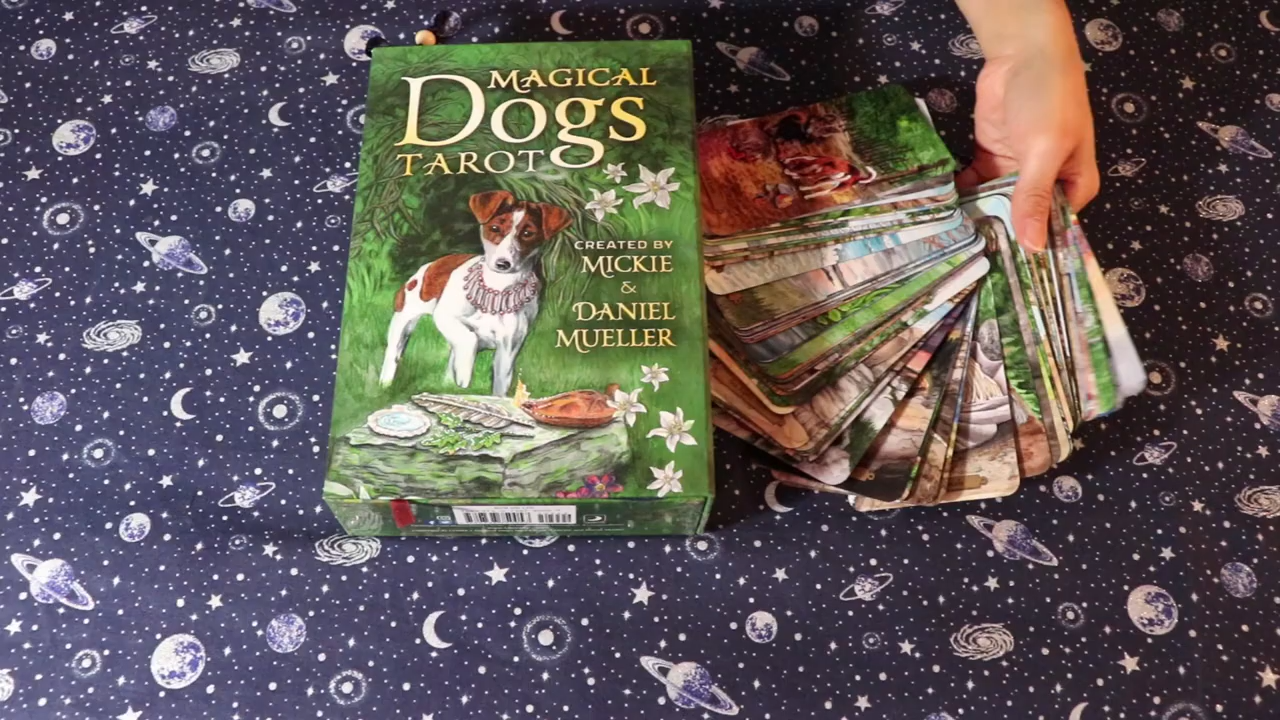 MAGICAL
Dogs
TAROT
CREATED BY
MICKIE
&
DANIEL
MUELLER